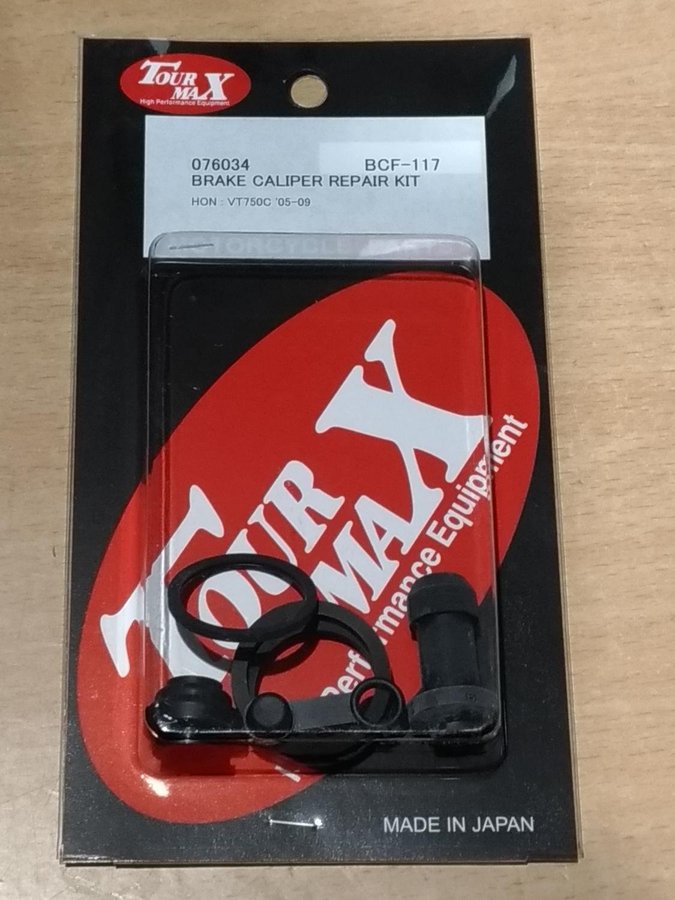 TOUR
MAX
High Performance Equipment
076034 BCF-117
BRAKE CALIPER REPAIR KIT
HON : VT750C '05-09
MOTORCYCLE
TOUR
MAX
Performance Equipment
MADE IN JAPAN